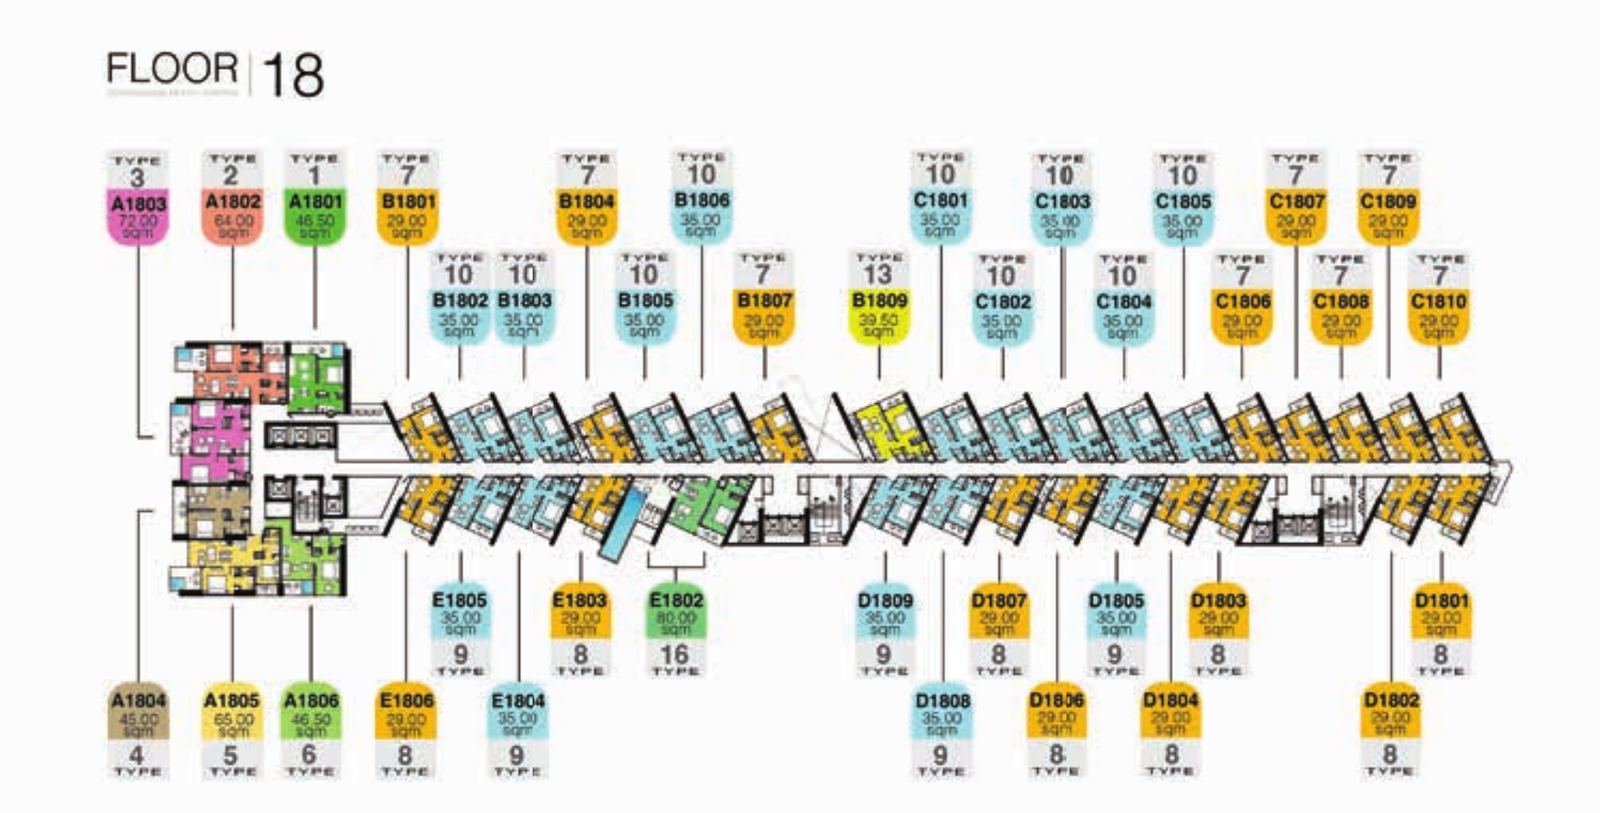 FLOOR 18
TYPE
3
A1803
72.00
sqm
TYPE
2
A1802
64.00
sqm
TYPE
1
A1801
46.50
sqm
TYPE
7
B1801
29.00
sqm
TYPE
7
B1804
29.00
sqm
TYPE
10
B1806
35.00
sqm
TYPE
10
C1801
35.00
sqm
TYPE
10
C1803
35.00
sqm
TYPE
10
C1805
35.00
sqm
TYPE
7
C1807
29.00
sqm
TYPE
7
C1809
29.00
sqm
TYPE
10
B1802
35.00
sqm
TYPE
10
B1803
35.00
sqm
TYPE
10
B1805
35.00
sqm
TYPE
7
B1807
29.00
sqm
TYPE
13
B1809
39.50
sqm
TYPE
10
C1802
35.00
sqm
TYPE
10
C1804
35.00
sqm
TYPE
7
C1806
29.00
sqm
TYPE
7
C1808
29.00
sqm
TYPE
7
C1810
29.00
sqm
E1805
35.00
sqm
9
TYPE
E1803
29.00
sqm
8
TYPE
E1802
80.00
sqm
16
TYPE
D1809
35.00
sqm
9
TYPE
D1807
29.00
sqm
8
TYPE
D1805
35.00
sqm
9
TYPE
D1803
29.00
sqm
8
TYPE
D1801
29.00
sqm
8
TYPE
A1804
45.00
sqm
4
TYPE
A1805
65.00
sqm
5
TYPE
A1806
46.50
sqm
6
TYPE
E1806
29.00
sqm
8
TYPE
E1804
35.00
sqm
9
TYPE
D1808
35.00
sqm
9
TYPE
D1806
29.00
sqm
8
TYPE
D1804
29.00
sqm
8
TYPE
D1802
29.00
sqm
8
TYPE